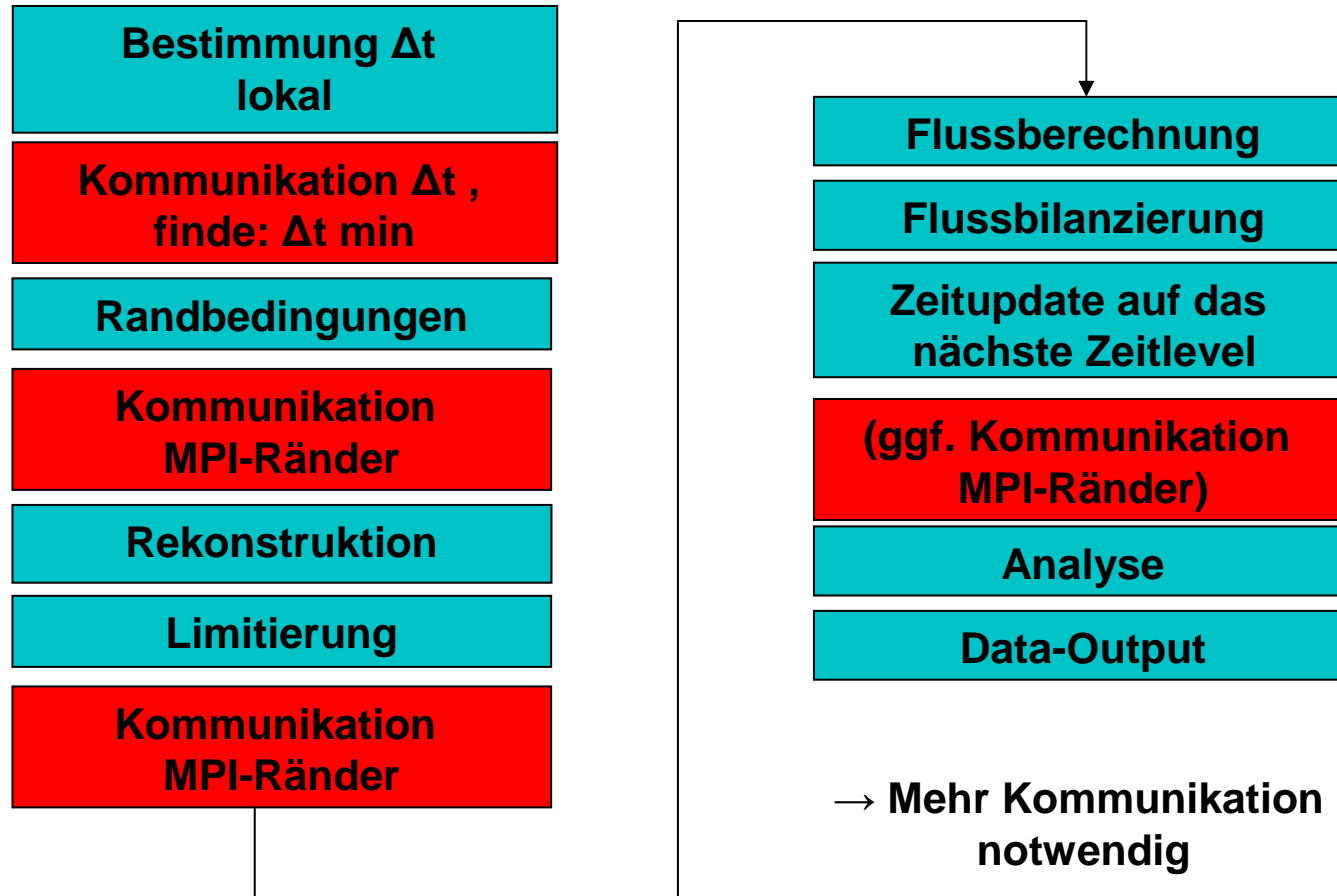 Bestimmung Δt
lokal
Kommunikation Δt ,
finde: Δt min
Randbedingungen
Kommunikation
MPI-Ränder
Rekonstruktion
Limitierung
Kommunikation
MPI-Ränder
Flussberechnung
Flussbilanzierung
Zeitupdate auf das
nächste Zeitlevel
(ggf. Kommunikation
MPI-Ränder)
Analyse
Data-Output
→ Mehr Kommunikation
notwendig